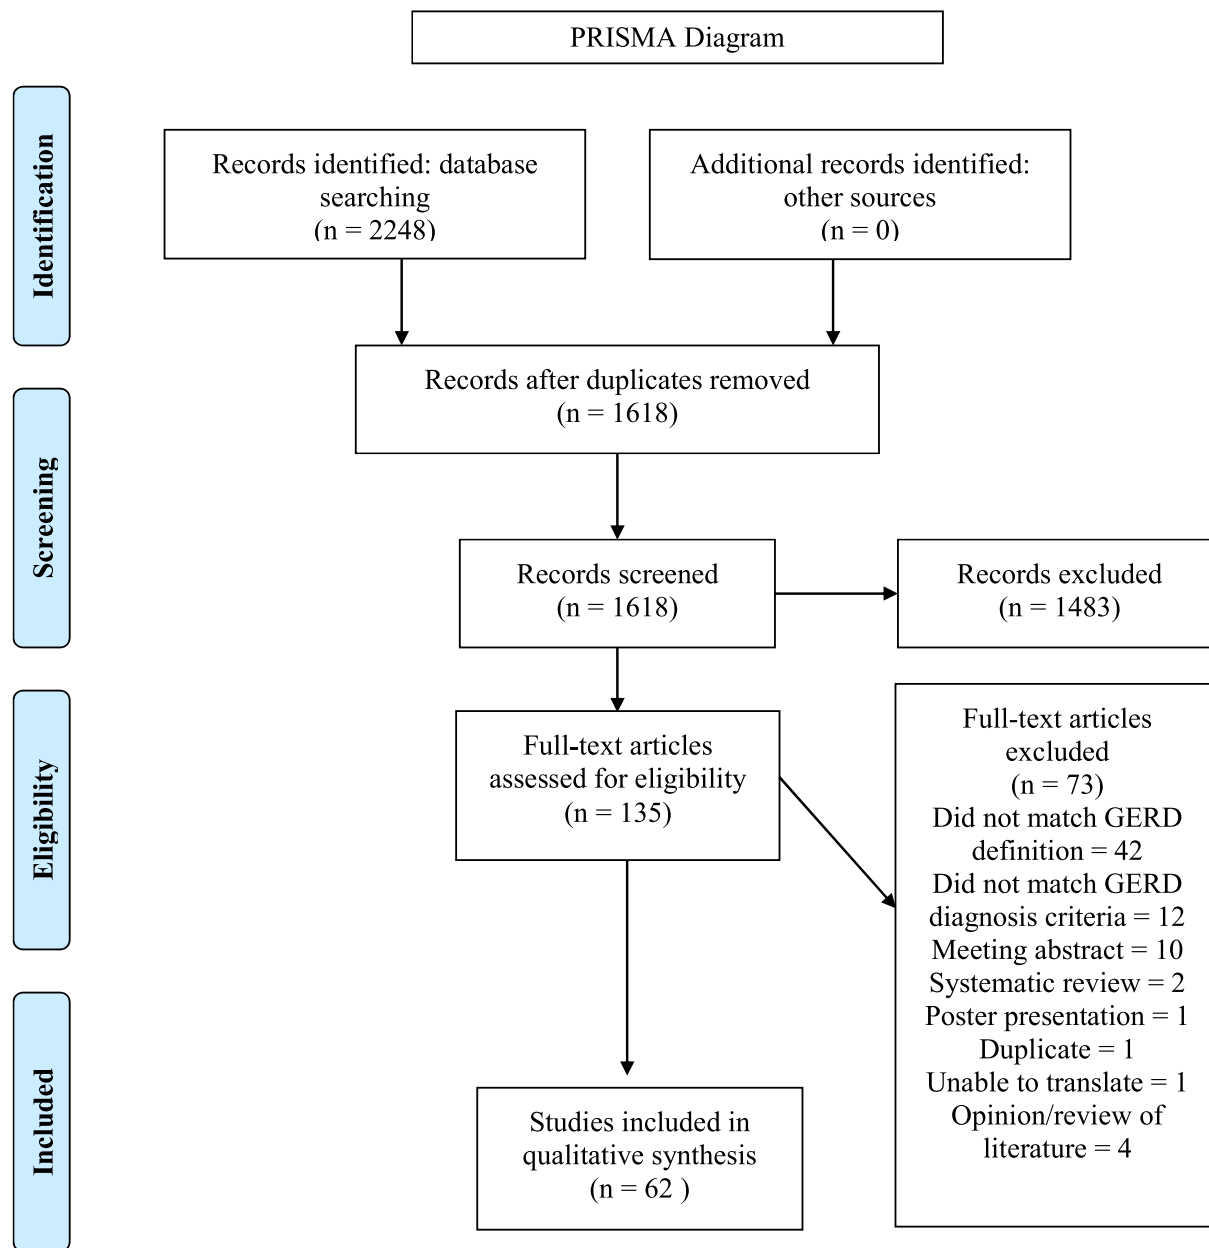 PRISMA Diagram
Identification
Records identified: database
searching
(n = 2248)
Additional records identified:
other sources
(n = 0)
Records after duplicates removed
(n = 1618)
Screening
Records screened
(n = 1618)
Records excluded
(n = 1483)
Eligibility
Full-text articles
assessed for eligibility
(n = 135)
Full-text articles
excluded
(n = 73)
Did not match GERD
definition = 42
Did not match GERD
diagnosis criteria = 12
Meeting abstract = 10
Systematic review = 2
Poster presentation = 1
Duplicate = 1
Unable to translate = 1
Opinion/review of
literature = 4
Included
Studies included in
qualitative synthesis
(n = 62 )